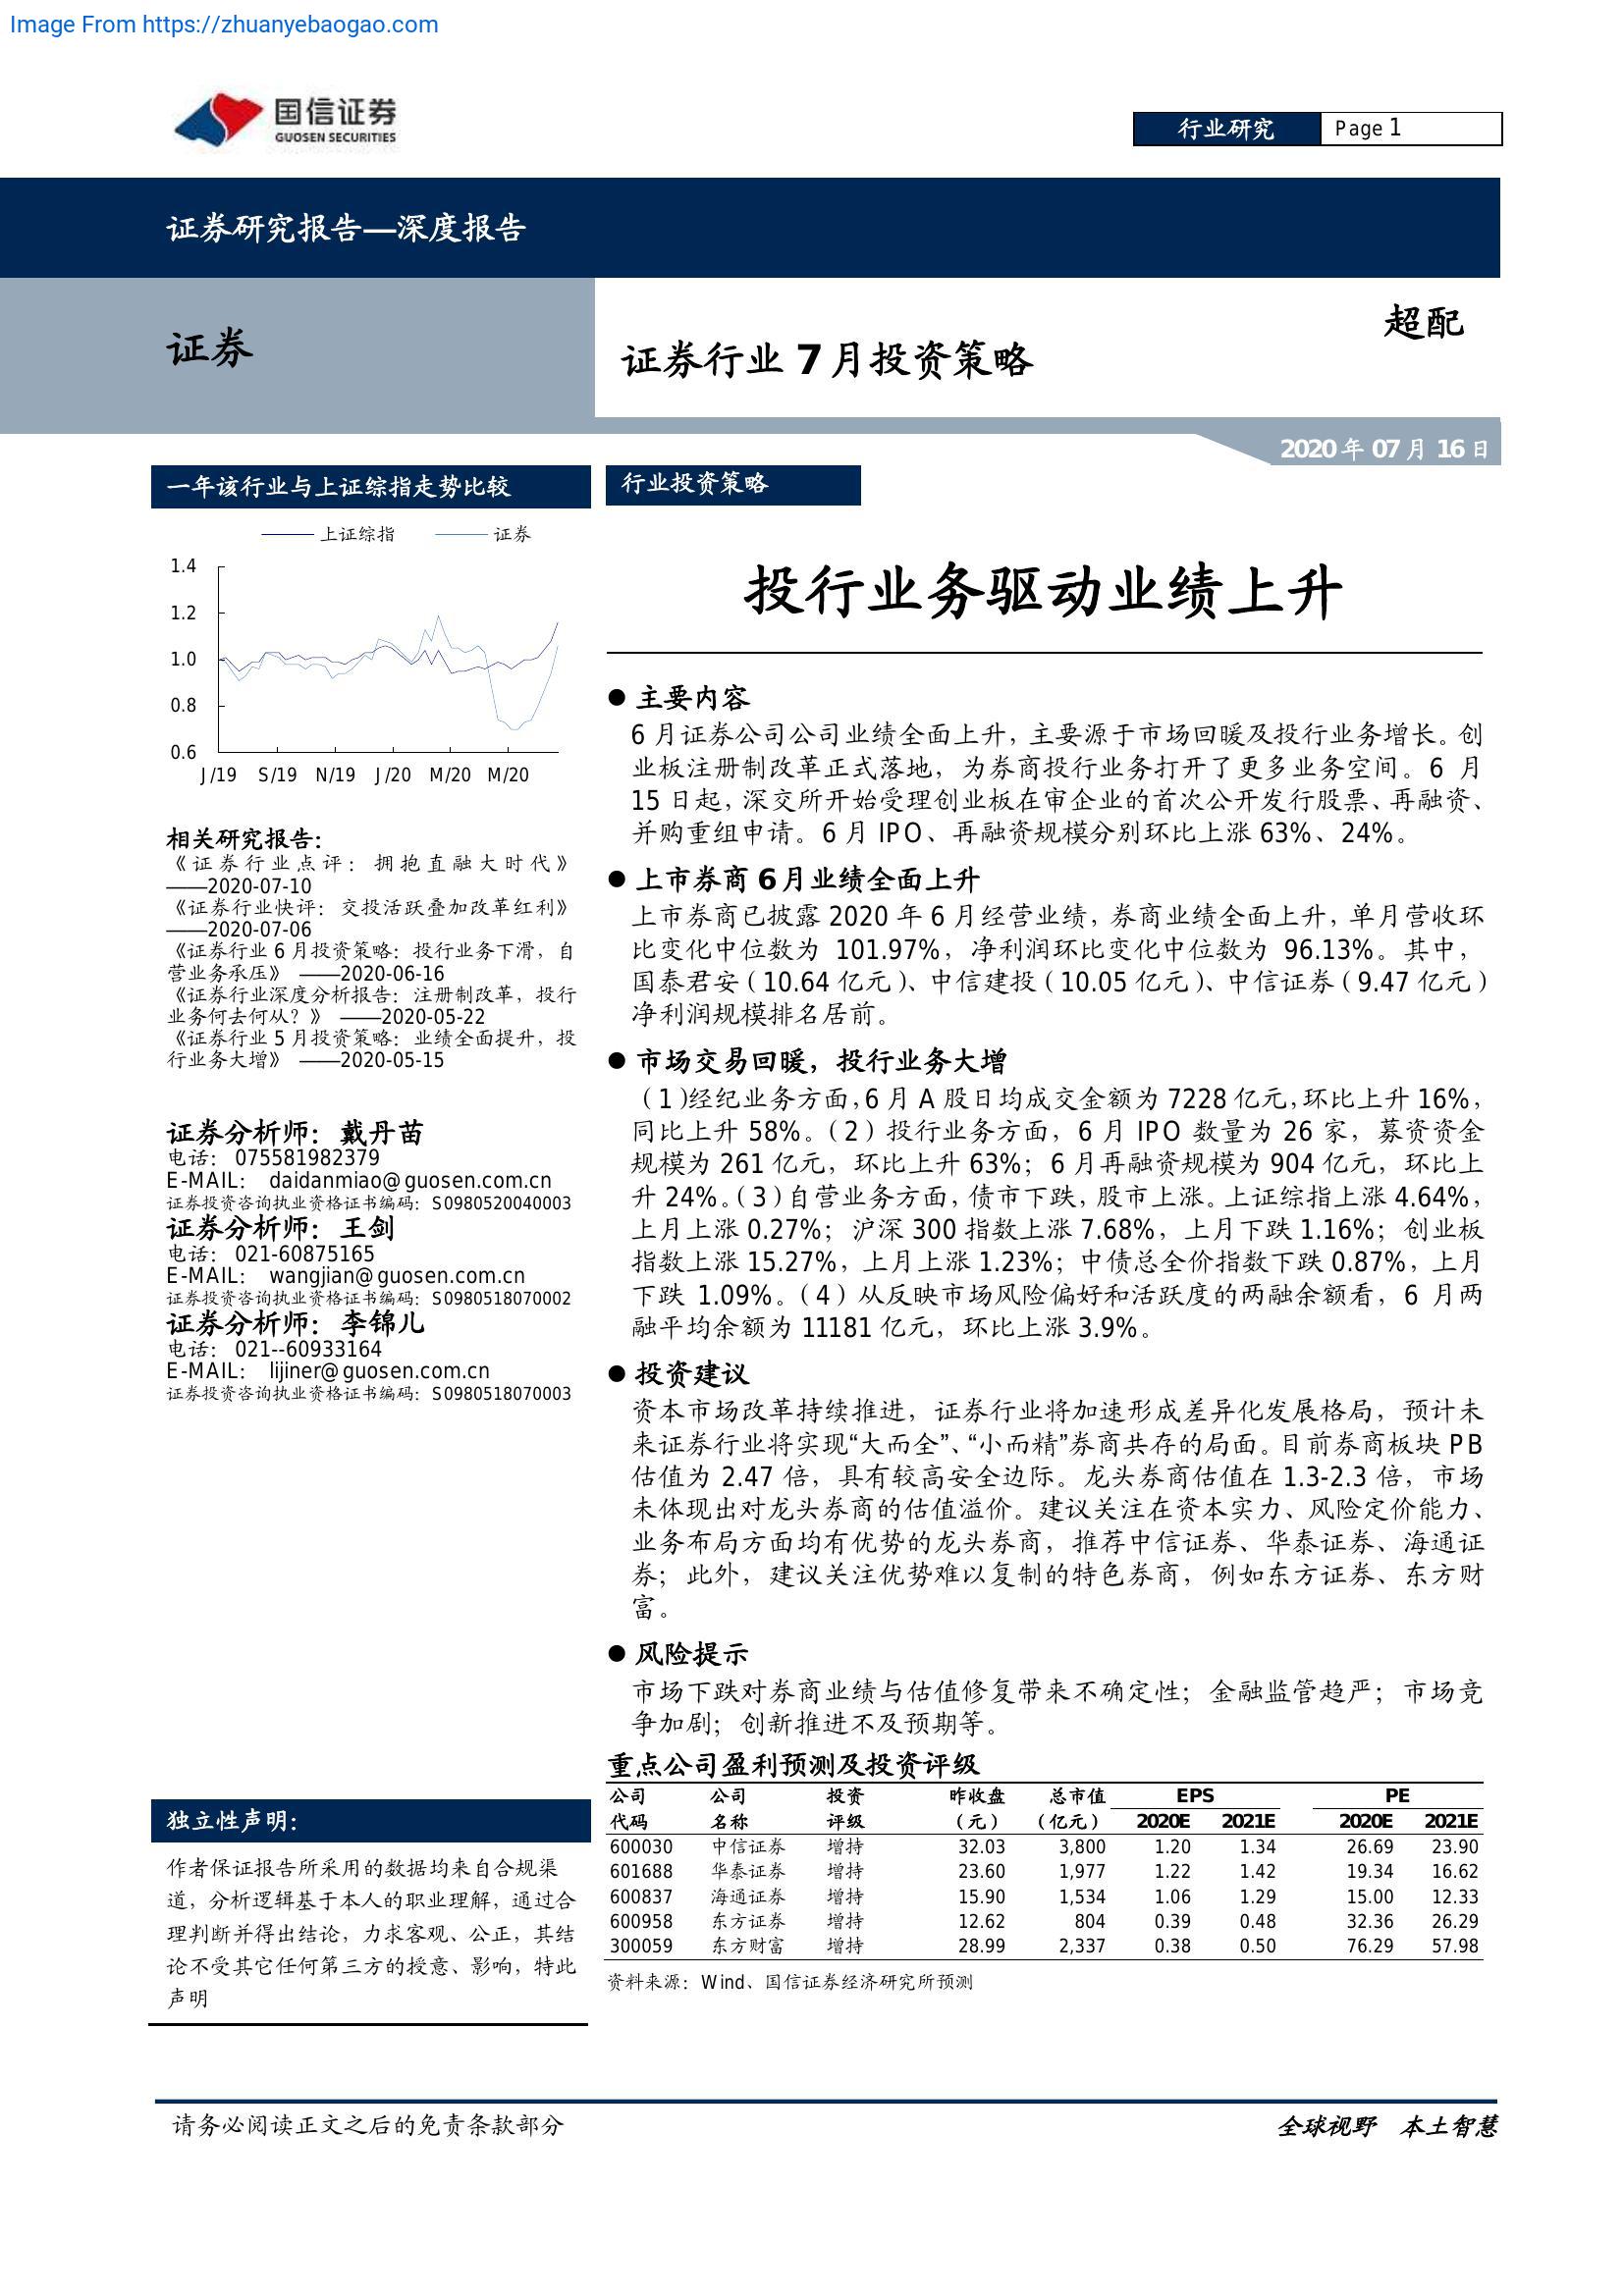 Image From https://zhuanyebaogao.com
国信证券
GUOSEN SECURITIES
行业研究 Page 1
证券研究报告—深度报告
证券
证券行业 7 月投资策略
超配
2020 年 07 月 16 日
一年该行业与上证综指走势比较
上证综指 证券
1.4
1.2
1.0
0.8
0.6
J/19 S/19 N/19 J/20 M/20 M/20
相关研究报告:
《证券行业点评：拥抱直融大时代》
——2020-07-10
《证券行业快评：交投活跃叠加改革红利》
——2020-07-06
《证券行业 6 月投资策略：投行业务下滑，自
营业务承压》 ——2020-06-16
《证券行业深度分析报告：注册制改革，投行
业务何去何从？》 ——2020-05-22
《证券行业 5 月投资策略：业绩全面提升，投
行业务大增》 ——2020-05-15
证券分析师：戴丹苗
电话： 075581982379
E-MAIL： daidanmiao@guosen.com.cn
证券投资咨询执业资格证书编码：S0980520040003
证券分析师：王剑
电话： 021-60875165
E-MAIL： wangjian@guosen.com.cn
证券投资咨询执业资格证书编码：S0980518070002
证券分析师：李锦儿
电话： 021--60933164
E-MAIL： lijiner@guosen.com.cn
证券投资咨询执业资格证书编码：S0980518070003
独立性声明：
作者保证报告所采用的数据均来自合规渠
道，分析逻辑基于本人的职业理解，通过合
理判断并得出结论，力求客观、公正，其结
论不受其它任何第三方的授意、影响，特此
声明
行业投资策略
投行业务驱动业绩上升
● 主要内容
6 月证券公司公司业绩全面上升，主要源于市场回暖及投行业务增长。创
业板注册制改革正式落地，为券商投行业务打开了更多业务空间。6 月
15 日起，深交所开始受理创业板在审企业的首次公开发行股票、再融资、
并购重组申请。6 月 IPO、再融资规模分别环比上涨 63%、24%。
● 上市券商 6 月业绩全面上升
上市券商已披露 2020 年 6 月经营业绩，券商业绩全面上升，单月营收环
比变化中位数为 101.97%，净利润环比变化中位数为 96.13%。其中，
国泰君安（10.64 亿元）、中信建投（10.05 亿元）、中信证券（9.47 亿元）
净利润规模排名居前。
● 市场交易回暖，投行业务大增
（1）经纪业务方面，6 月 A 股日均成交金额为 7228 亿元，环比上升 16%，
同比上升 58%。（2）投行业务方面，6 月 IPO 数量为 26 家，募资资金
规模为 261 亿元，环比上升 63%；6 月再融资规模为 904 亿元，环比上
升 24%。（3）自营业务方面，债市下跌，股市上涨。上证综指上涨 4.64%，
上月上涨 0.27%；沪深 300 指数上涨 7.68%，上月下跌 1.16%；创业板
指数上涨 15.27%，上月上涨 1.23%；中债总全价指数下跌 0.87%，上月
下跌 1.09%。（4）从反映市场风险偏好和活跃度的两融余额看，6 月两
融平均余额为 11181 亿元，环比上涨 3.9%。
● 投资建议
资本市场改革持续推进，证券行业将加速形成差异化发展格局，预计未
来证券行业将实现“大而全”、“小而精”券商共存的局面。目前券商板块 PB
估值为 2.47 倍，具有较高安全边际。龙头券商估值在 1.3-2.3 倍，市场
未体现出对龙头券商的估值溢价。建议关注在资本实力、风险定价能力、
业务布局方面均有优势的龙头券商，推荐中信证券、华泰证券、海通证
券；此外，建议关注优势难以复制的特色券商，例如东方证券、东方财
富。
● 风险提示
市场下跌对券商业绩与估值修复带来不确定性；金融监管趋严；市场竞
争加剧；创新推进不及预期等。
重点公司盈利预测及投资评级
公司 公司 投资 昨收盘 总市值 EPS PE
代码 名称 评级 （元） （亿元） 2020E 2021E 2020E 2021E
600030 中信证券 增持 32.03 3,800 1.20 1.34 26.69 23.90
601688 华泰证券 增持 23.60 1,977 1.22 1.42 19.34 16.62
600837 海通证券 增持 15.90 1,534 1.06 1.29 15.00 12.33
600958 东方证券 增持 12.62 804 0.39 0.48 32.36 26.29
300059 东方财富 增持 28.99 2,337 0.38 0.50 76.29 57.98
资料来源：Wind、国信证券经济研究所预测
请务必阅读正文之后的免责条款部分
全球视野 本土智慧